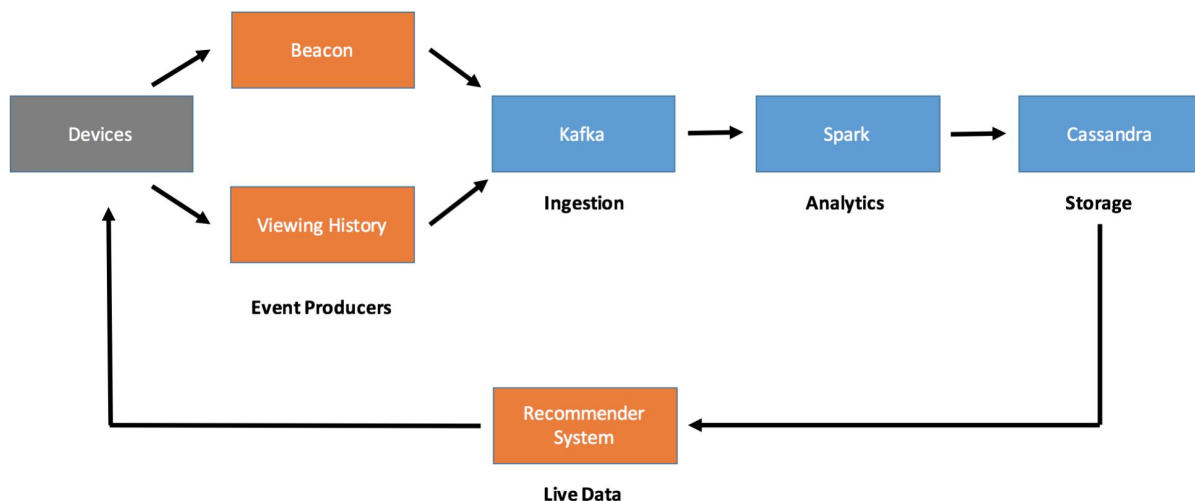 Beacon
Devices
Kafka
Spark
Cassandra
Ingestion
Analytics
Storage
Viewing History
Event Producers
Recommender
System
Live Data